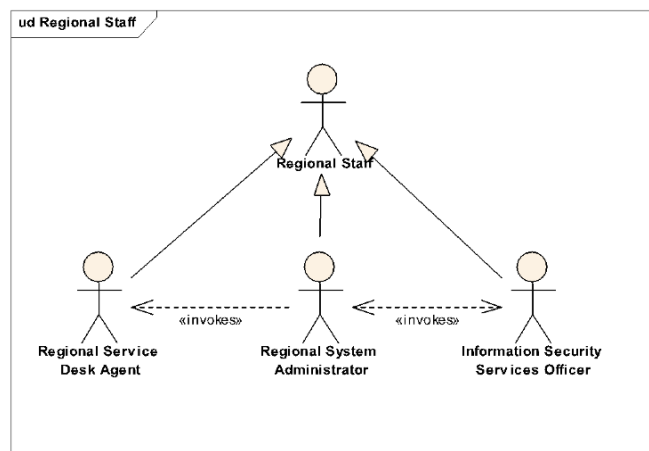 ud Regional Staff
Regional Staff
«invokes»
«invokes»
Regional Service
Desk Agent
Regional System
Administrator
Information Security
Services Officer